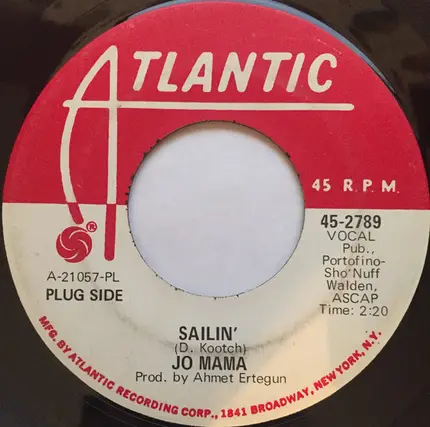 ATLANTIC
45 R.P.M.
®
45-2789
VOCAL
Pub.,
Portofino-
Sho'Nuff
Walden,
ASCAP
Time: 2:20
A-21057-PL
PLUG SIDE
SAILIN'
(D. Kootch)
JO MAMA
Prod. by Ahmet Ertegun
MFG. BY ATLANTIC RECORDING CORP., 1841 BROADWAY, NEW YORK, N.Y.